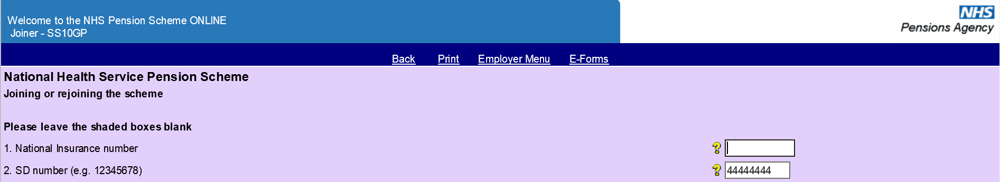 Welcome to the NHS Pension Scheme ONLINE
Joiner - SS10GP
NHS
Pensions Agency
Back Print Employer Menu E-Forms
National Health Service Pension Scheme
Joining or rejoining the scheme
Please leave the shaded boxes blank
1. National Insurance number ?
2. SD number (e.g. 12345678) ? 44444444